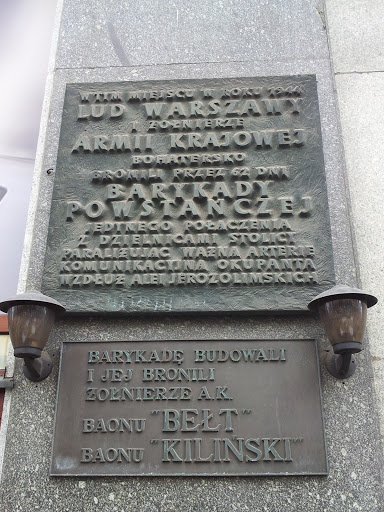 W TYM MIEJSCU W ROKU 1944
LUD WARSZAWY
I ŻOŁNIERZE
ARMII KRAJOWEJ
BOHATERSKO
BRONILI PRZEZ 62 DNI
BARYKADY
POWSTAŃCZEJ
JEDYNEGO POŁĄCZENIA
Z DZIELNICAMI STOLICY
PARALIŻUJĄC WAŻNĄ ARTERIĘ
KOMUNIKACYJNĄ OKUPANTA
WZDŁUŻ ALEI JEROZOLIMSKICH
BARYKADĘ BUDOWALI
I JEJ BRONILI
ŻOŁNIERZE A.K.
BAONU "BEŁT"
BAONU "KILIŃSKI"